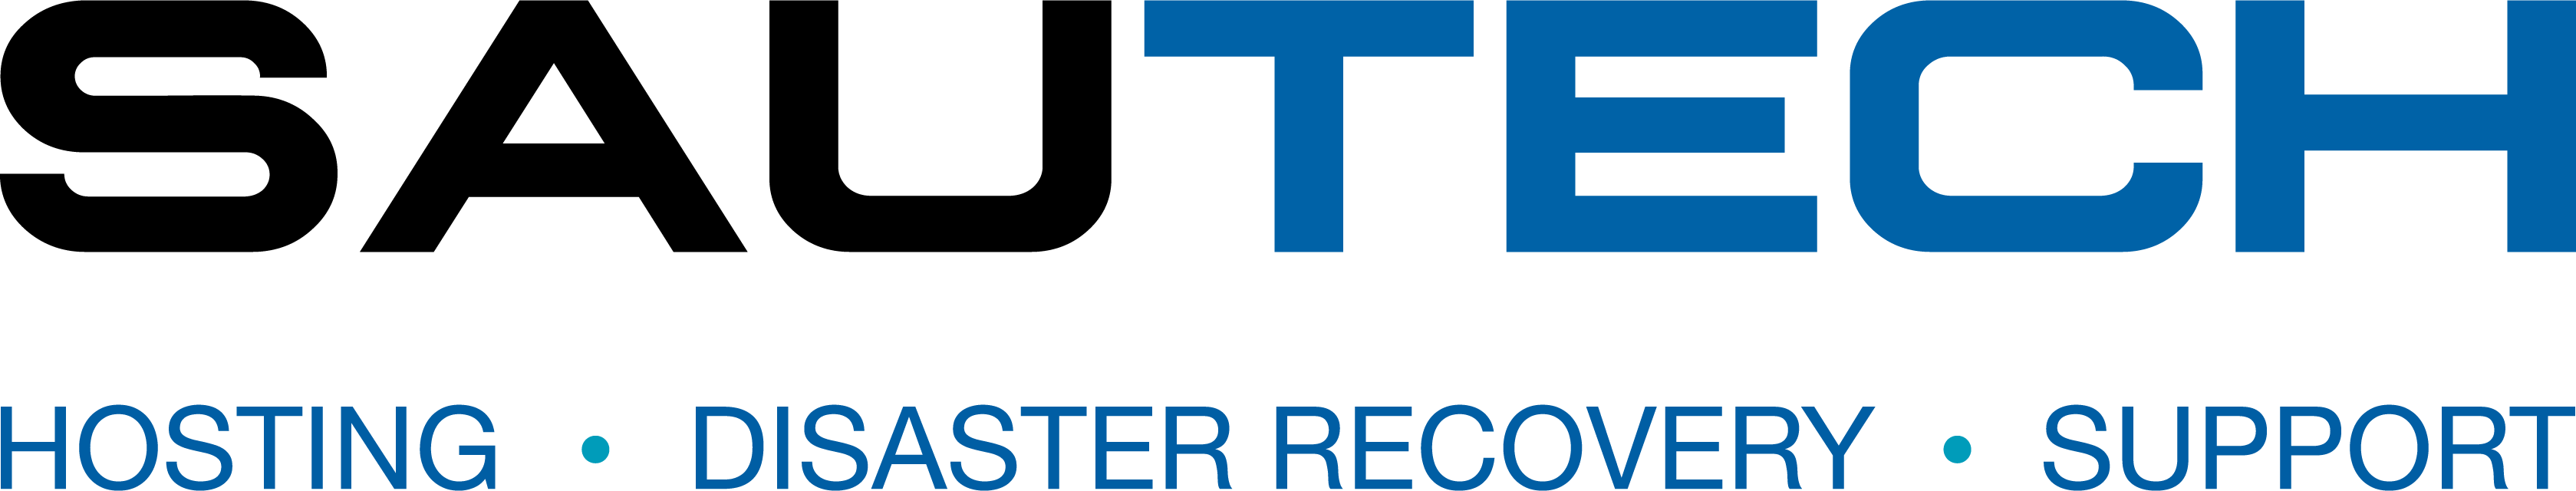 SAUTECH
HOSTING • DISASTER RECOVERY • SUPPORT